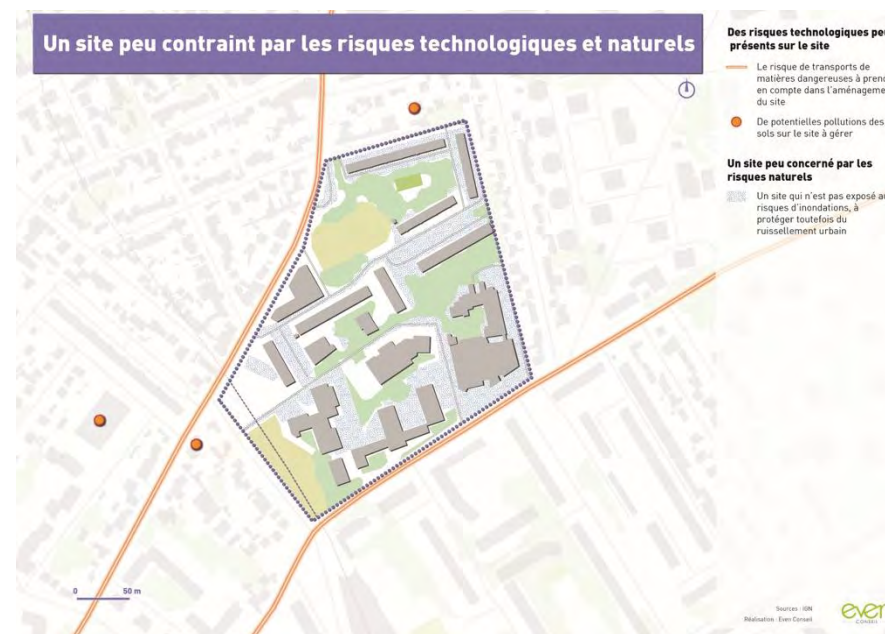 Un site peu contraint par les risques technologiques et naturels
Des risques technologiques peu
présents sur le site
Le risque de transports de
matières dangereuses à prend
en compte dans l'aménageme
du site
De potentielles pollutions des
sols sur le site à gérer
Un site peu concerné par les
risques naturels
Un site qui n'est pas exposé au
risques d'inondations, à
protéger toutefois du
ruissellement urbain
0 50 m
Sources : IGN
Réalisation : Even Conseil
even
CONSEIL